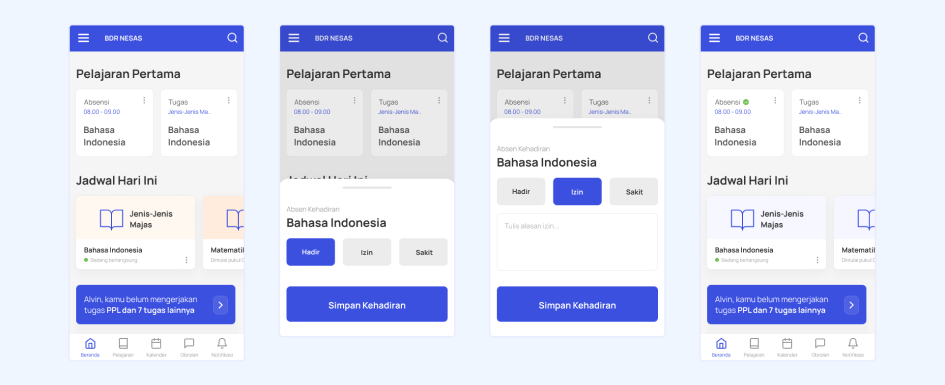 BDR NESAS
Pelajaran Pertama
Absensi
08.00 - 09.00
Bahasa
Indonesia
Tugas
Jenis-Jenis Ma..
Bahasa
Indonesia
Jadwal Hari Ini
Jenis-Jenis
Majas
Bahasa Indonesia
Sedang berlangsung
Matemati
Dimulai pukul
Alvin, kamu belum mengerjakan
tugas PPL dan 7 tugas lainnya
Beranda
Pelajaran
Kalender
Obrolan
Notifikasi
BDR NESAS
Pelajaran Pertama
Absensi
08.00 - 09.00
Bahasa
Indonesia
Tugas
Jenis-Jenis Ma..
Bahasa
Indonesia
Jadwal Hari Ini
Absen Kehadiran
Bahasa Indonesia
Hadir
Izin
Sakit
Simpan Kehadiran
BDR NESAS
Pelajaran Pertama
Absensi
08.00 - 09.00
Tugas
Jenis-Jenis Ma..
Absen Kehadiran
Bahasa Indonesia
Hadir
Izin
Sakit
Tulis alasan izin...
Simpan Kehadiran
BDR NESAS
Pelajaran Pertama
Absensi
08.00 - 09.00
Bahasa
Indonesia
Tugas
Jenis-Jenis Ma..
Bahasa
Indonesia
Jadwal Hari Ini
Jenis-Jenis
Majas
Bahasa Indonesia
Sedang berlangsung
Matemati
Dimulai pukul
Alvin, kamu belum mengerjakan
tugas PPL dan 7 tugas lainnya
Beranda
Pelajaran
Kalender
Obrolan
Notifikasi